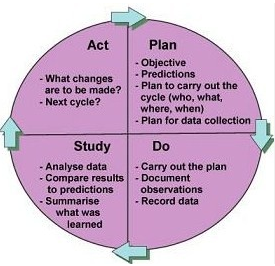 Act
- What changes
are to be made?
- Next cycle?
Plan
- Objective
- Predictions
- Plan to carry out the
cycle (who, what,
where, when)
- Plan for data collection
Study
- Analyse data
- Compare results
to predictions
- Summarise
what was
learned
Do
- Carry out the plan
- Document
observations
- Record data